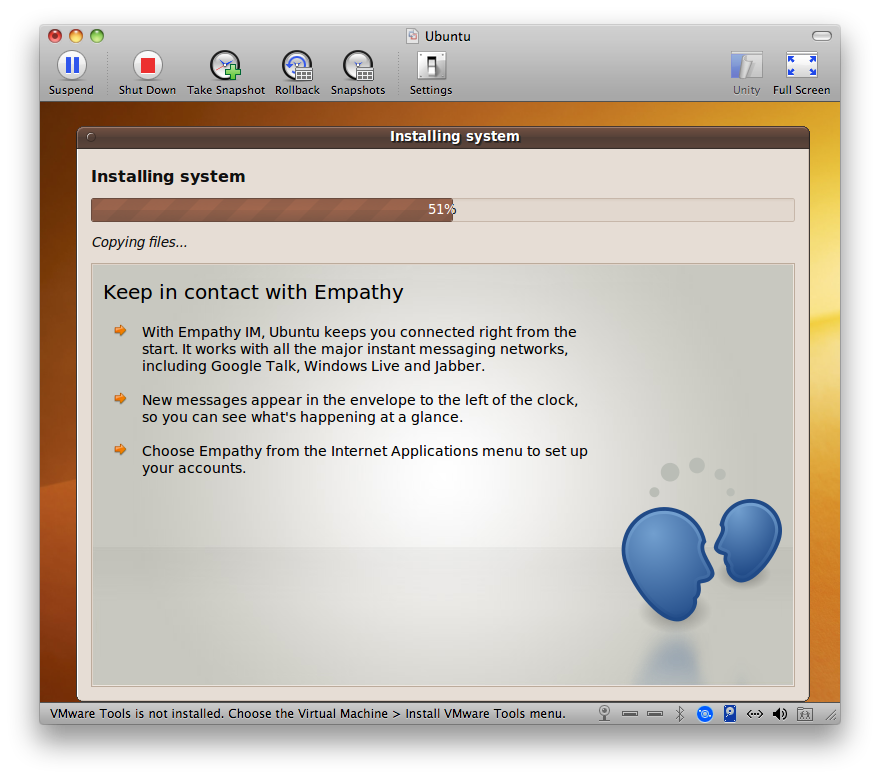 Ubuntu
Suspend
Shut Down
Take Snapshot
Rollback
Snapshots
Settings
Unity
Full Screen
Installing system
Installing system
51%
Copying files...
Keep in contact with Empathy
With Empathy IM, Ubuntu keeps you connected right from the
start. It works with all the major instant messaging networks,
including Google Talk, Windows Live and Jabber.
New messages appear in the envelope to the left of the clock,
so you can see what's happening at a glance.
Choose Empathy from the Internet Applications menu to set up
your accounts.
VMware Tools is not installed. Choose the Virtual Machine > Install VMware Tools menu.